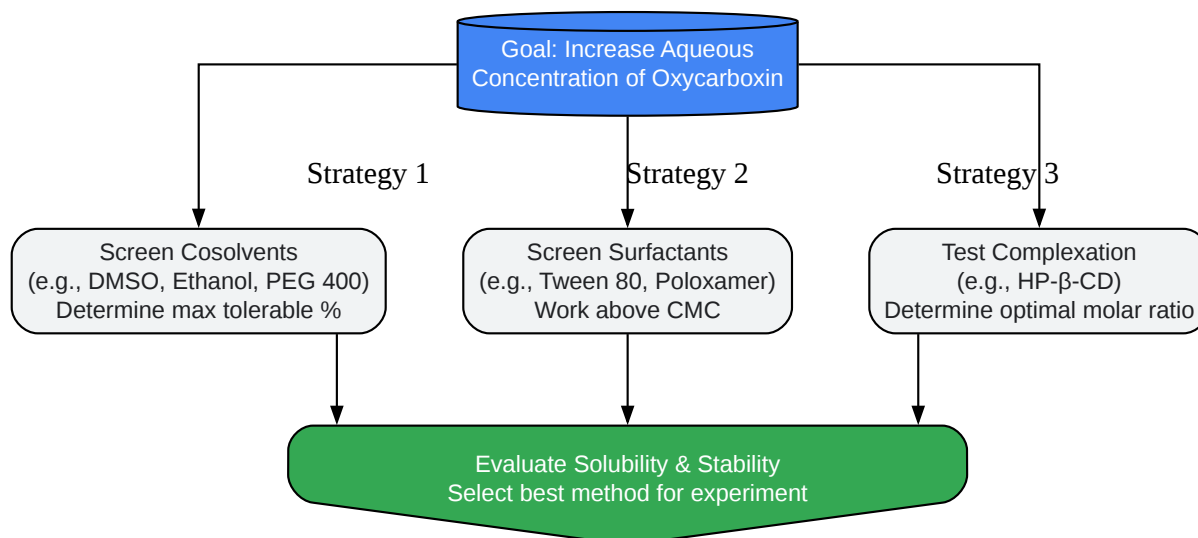 Goal: Increase Aqueous
Concentration of Oxycarboxin
Strategy 1
Strategy 2
Strategy 3
Screen Cosolvents
(e.g., DMSO, Ethanol, PEG 400)
Determine max tolerable %
Screen Surfactants
(e.g., Tween 80, Poloxamer)
Work above CMC
Test Complexation
(e.g., HP-β-CD)
Determine optimal molar ratio
Evaluate Solubility & Stability
Select best method for experiment